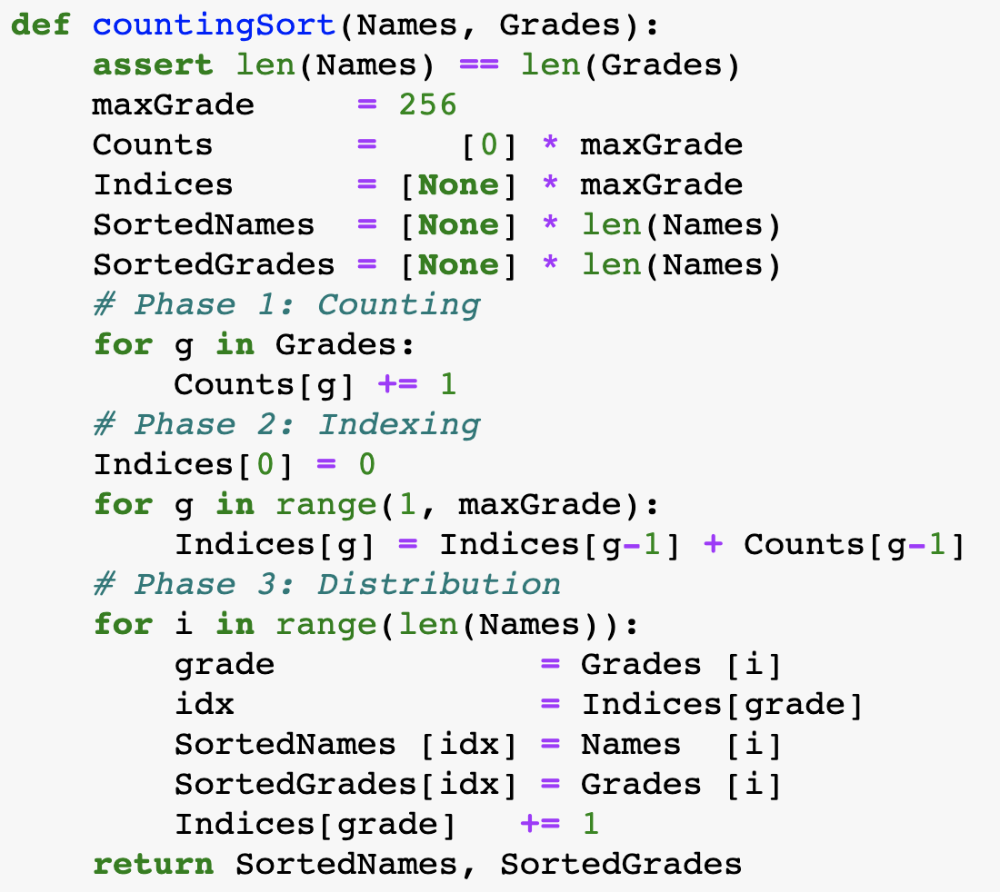 def countingSort(Names, Grades):
    assert len(Names) == len(Grades)
    maxGrade     = 256
    Counts       =    [0] * maxGrade
    Indices      = [None] * maxGrade
    SortedNames  = [None] * len(Names)
    SortedGrades = [None] * len(Names)
    # Phase 1: Counting
    for g in Grades:
        Counts[g] += 1
    # Phase 2: Indexing
    Indices[0] = 0
    for g in range(1, maxGrade):
        Indices[g] = Indices[g-1] + Counts[g-1]
    # Phase 3: Distribution
    for i in range(len(Names)):
        grade             = Grades [i]
        idx               = Indices[grade]
        SortedNames [idx] = Names  [i]
        SortedGrades[idx] = Grades [i]
        Indices[grade]   += 1
    return SortedNames, SortedGrades